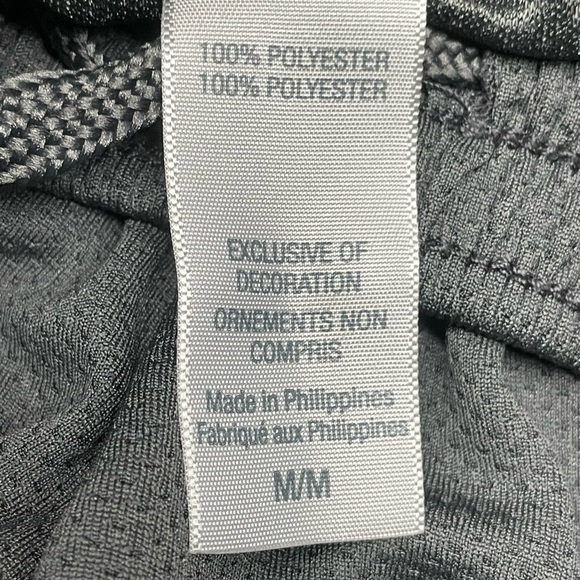 100% POLYESTER
100% POLYESTER
EXCLUSIVE OF
DECORATION
ORNEMENTS NON
COMPRIS
Made in Philippines
Fabriqué aux Philippines
M/M